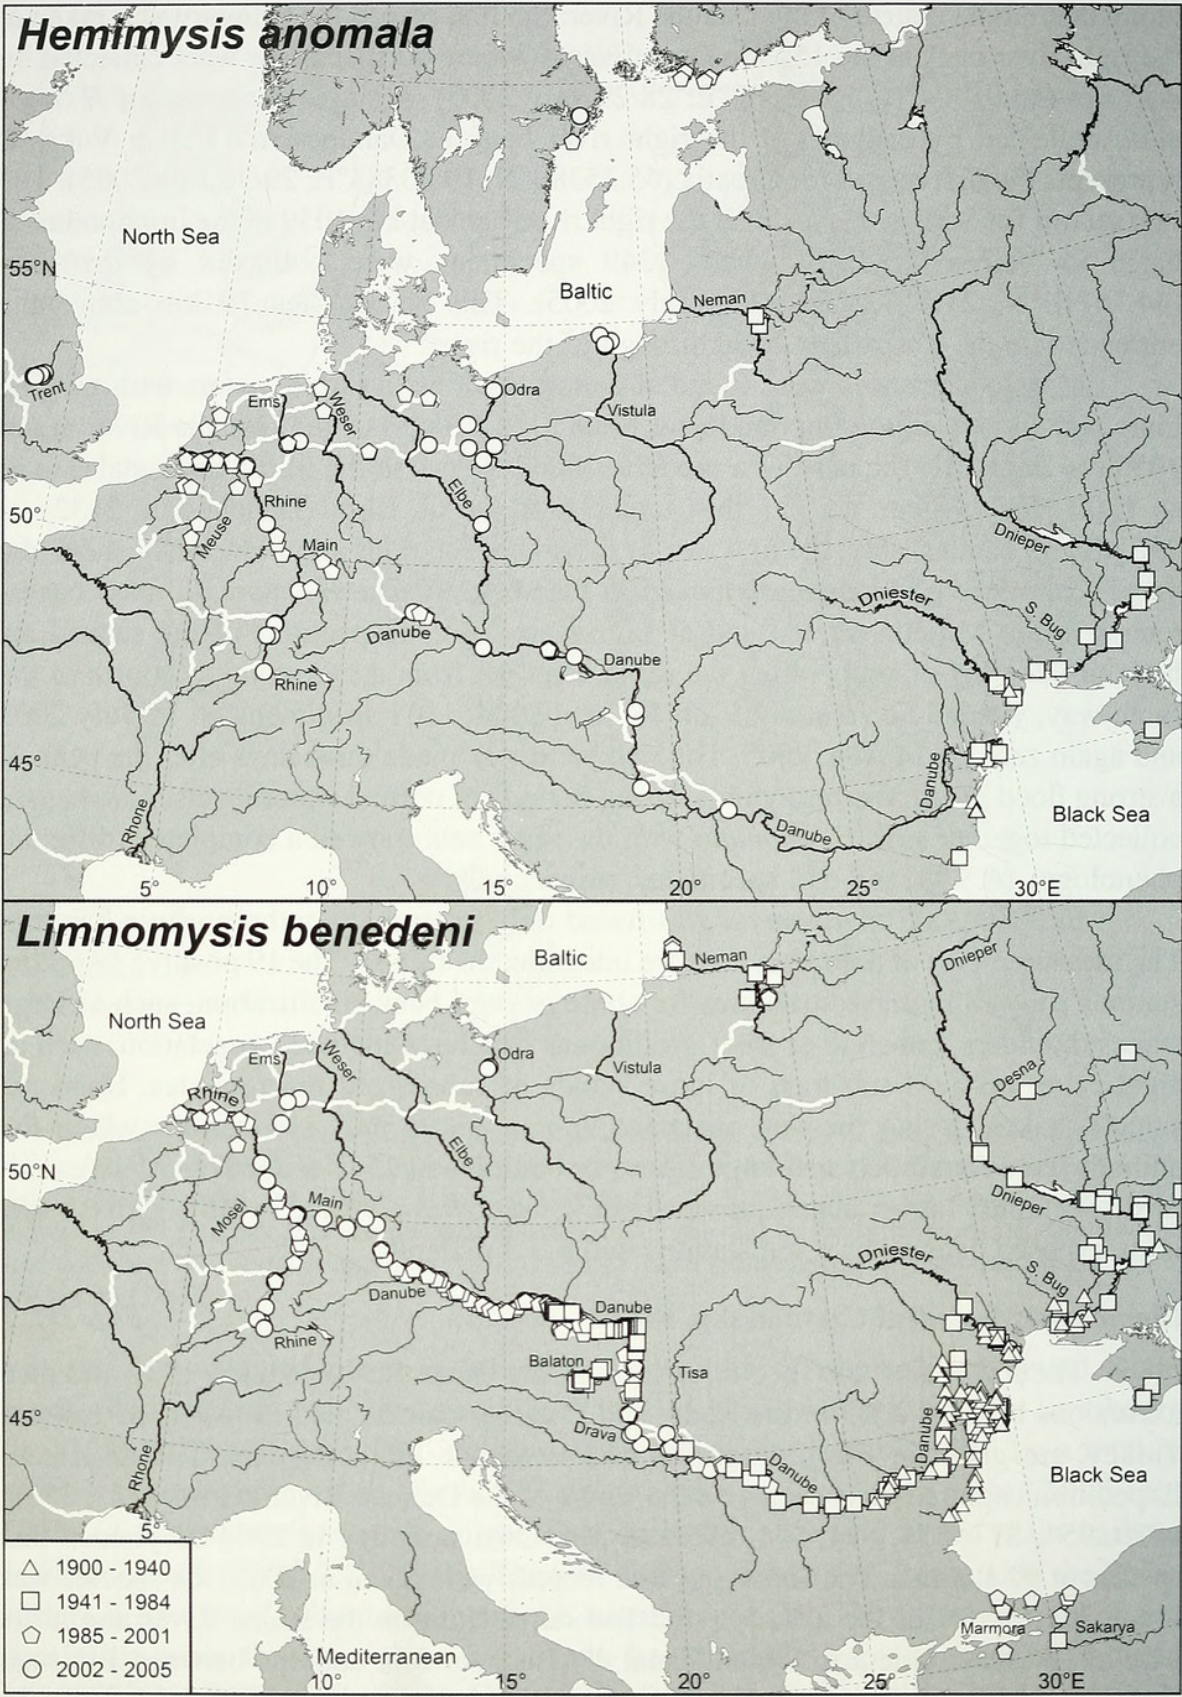 Hemimysis anomala
North Sea
55°N
Baltic
Neman
Trent
Ems
Weser
Odra
Vistula
Rhine
Elbe
50°
Meuse
Main
Dnieper
Dniester
S. Bug
Danube
Danube
Rhine
45°
Danube
Rhone
Danube
Black Sea
5°
10°
15°
20°
25°
30°E
Limnomysis benedeni
Baltic
Neman
Dnieper
North Sea
Ems
Weser
Odra
Vistula
Desna
Rhine
Elbe
50°N
Mosel
Main
Dnieper
Dniester
S. Bug
Danube
Danube
Rhine
Balaton
Tisa
45°
Drava
Danube
Danube
Rhone
Black Sea
5°
1900 - 1940
1941 - 1984
1985 - 2001
2002 - 2005
Marmora
Sakarya
Mediterranean
10°
15°
20°
25°
30°E